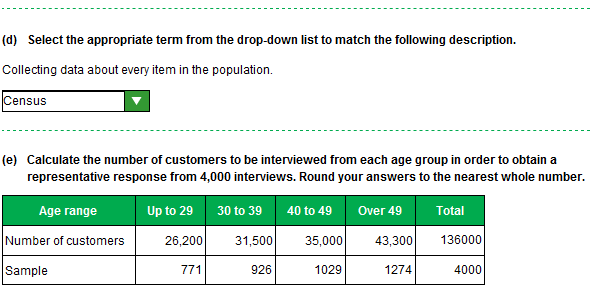 (d) Select the appropriate term from the drop-down list to match the following description.
Collecting data about every item in the population.
Census
(e) Calculate the number of customers to be interviewed from each age group in order to obtain a
representative response from 4,000 interviews. Round your answers to the nearest whole number.
Age range Up to 29 30 to 39 40 to 49 Over 49 Total
Number of customers 26,200 31,500 35,000 43,300 136000
Sample 771 926 1029 1274 4000